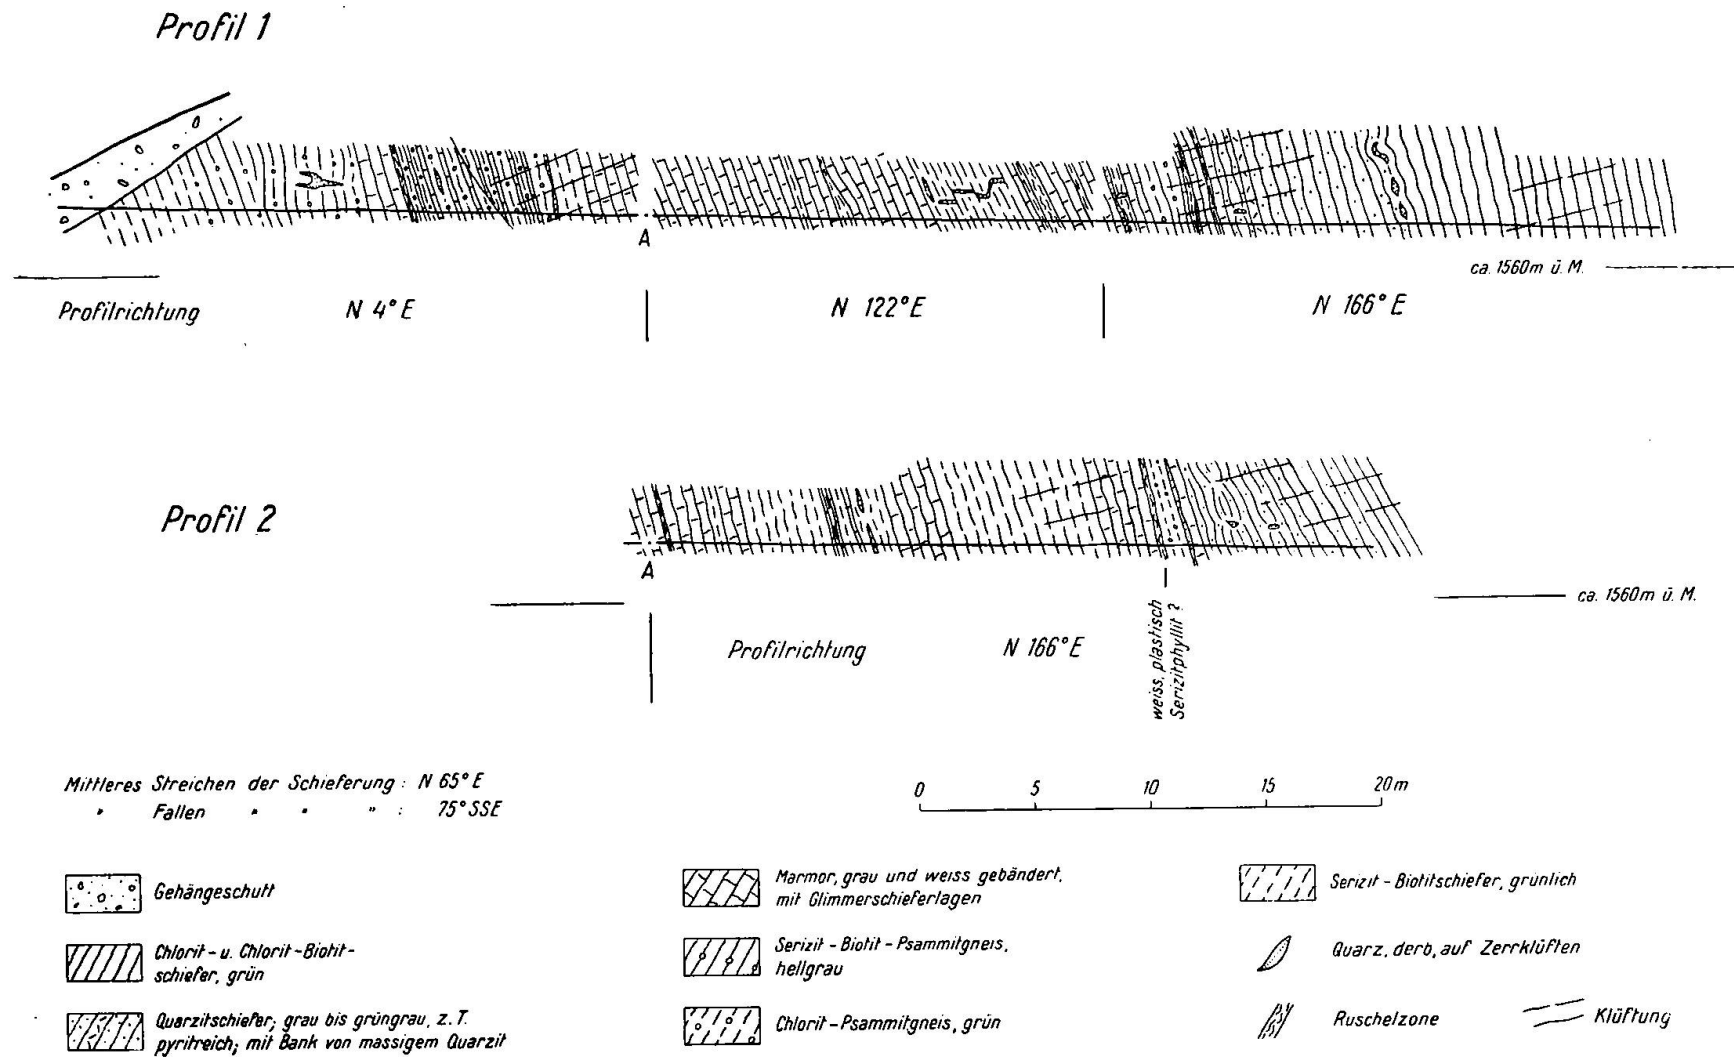 Profil 1
A
ca. 1560m ü. M.
Profilrichtung N 4° E N 122° E N 166° E
Profil 2
A
ca. 1560m ü. M.
Profilrichtung N 166° E
weiss, plastisch
Serizitphyllit ?
Mittleres Streichen der Schieferung : N 65° E
" Fallen " " " : 75° SSE
0 5 10 15 20 m
Gehängeschutt
Chlorit- u. Chlorit-Biotit-
schiefer, grün
Quarzitschiefer; grau bis grüngrau, z. T.
pyritreich; mit Bank von massigem Quarzit
Marmor, grau und weiss gebändert,
mit Glimmerschieferlagen
Serizit - Biotit - Psammitgneis,
hellgrau
Chlorit-Psammitgneis, grün
Serizit - Biotitschiefer, grünlich
Quarz, derb, auf Zerrklüften
Ruschelzone
Klüftung